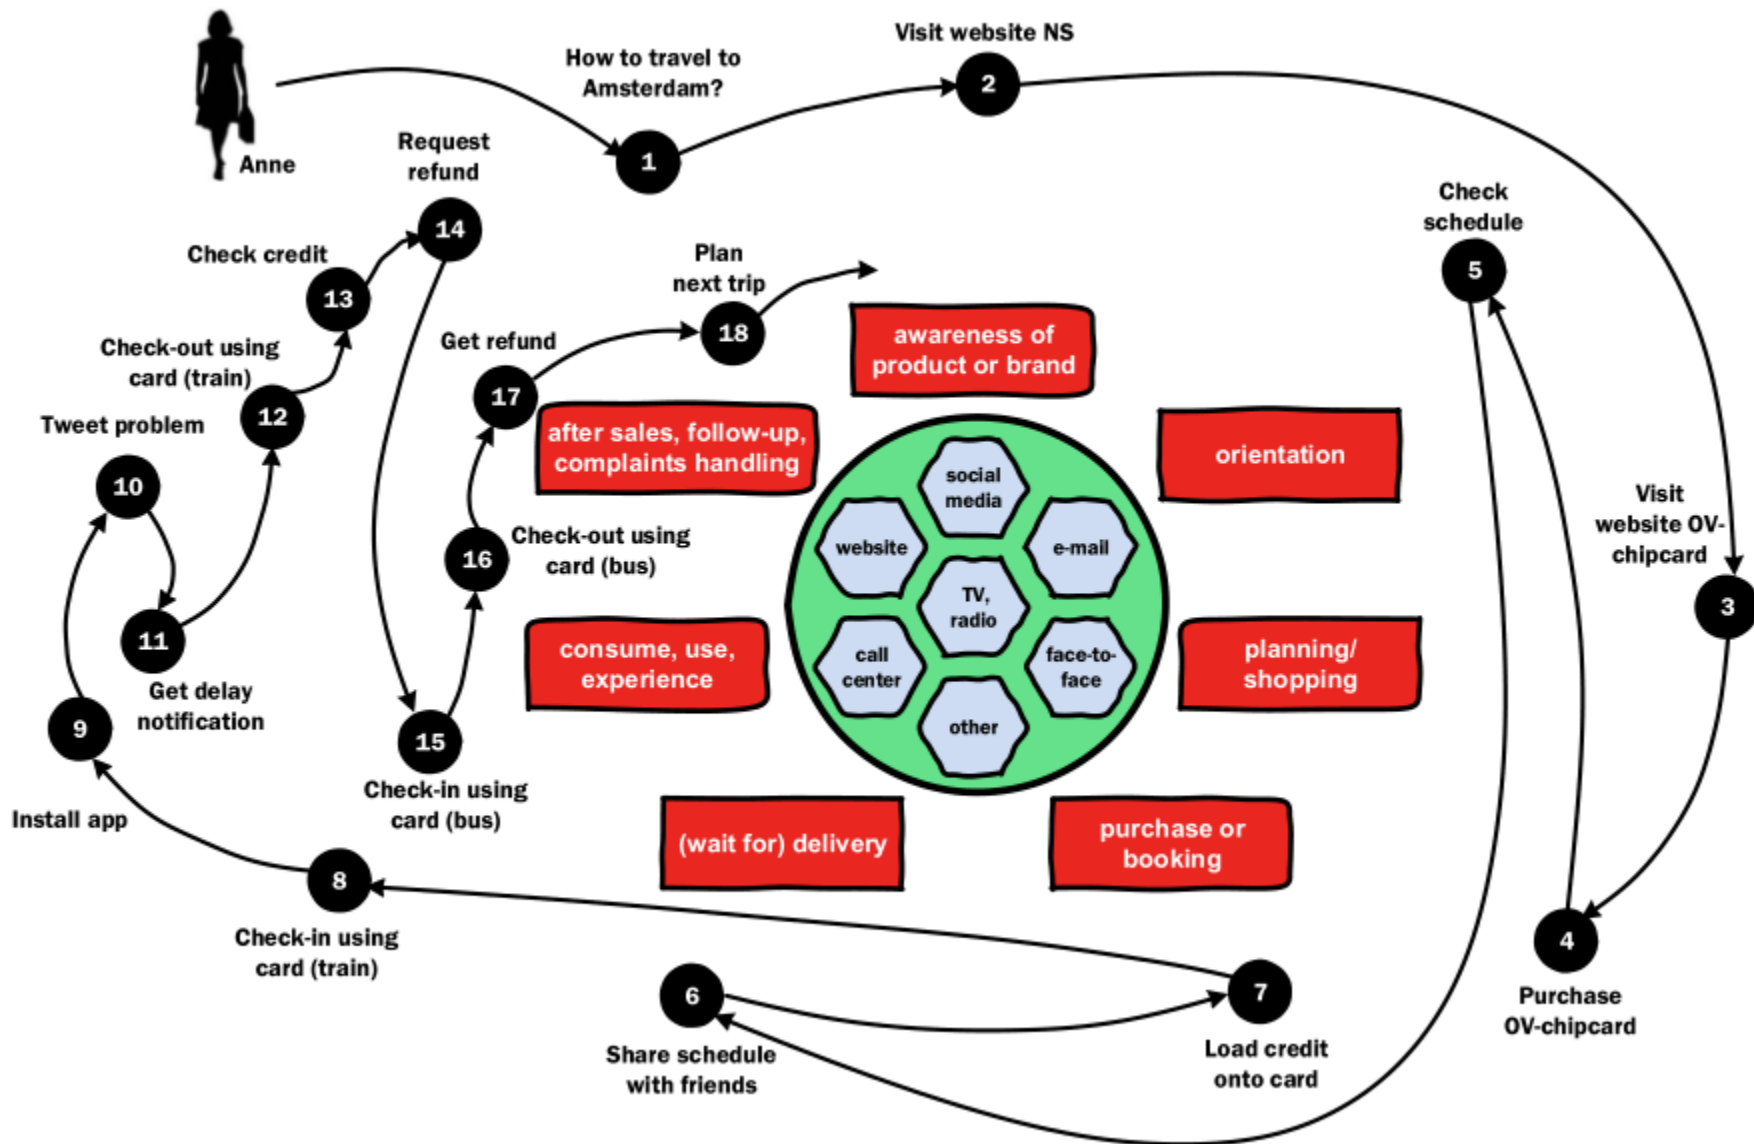 Anne
How to travel to
Amsterdam?
1
Visit website NS
2
Visit
website OV-
chipcard
3
4
Purchase
OV-chipcard
Check
schedule
5
6
Share schedule
with friends
7
Load credit
onto card
8
Check-in using
card (train)
9
Install app
Tweet problem
10
11
Get delay
notification
Check-out using
card (train)
12
Check credit
13
Request
refund
14
15
Check-in using
card (bus)
16
Check-out using
card (bus)
Get refund
17
Plan
next trip
18
awareness of
product or brand
orientation
planning/
shopping
purchase or
booking
(wait for) delivery
consume, use,
experience
after sales, follow-up,
complaints handling
social
media
website
e-mail
TV,
radio
call
center
face-to-
face
other